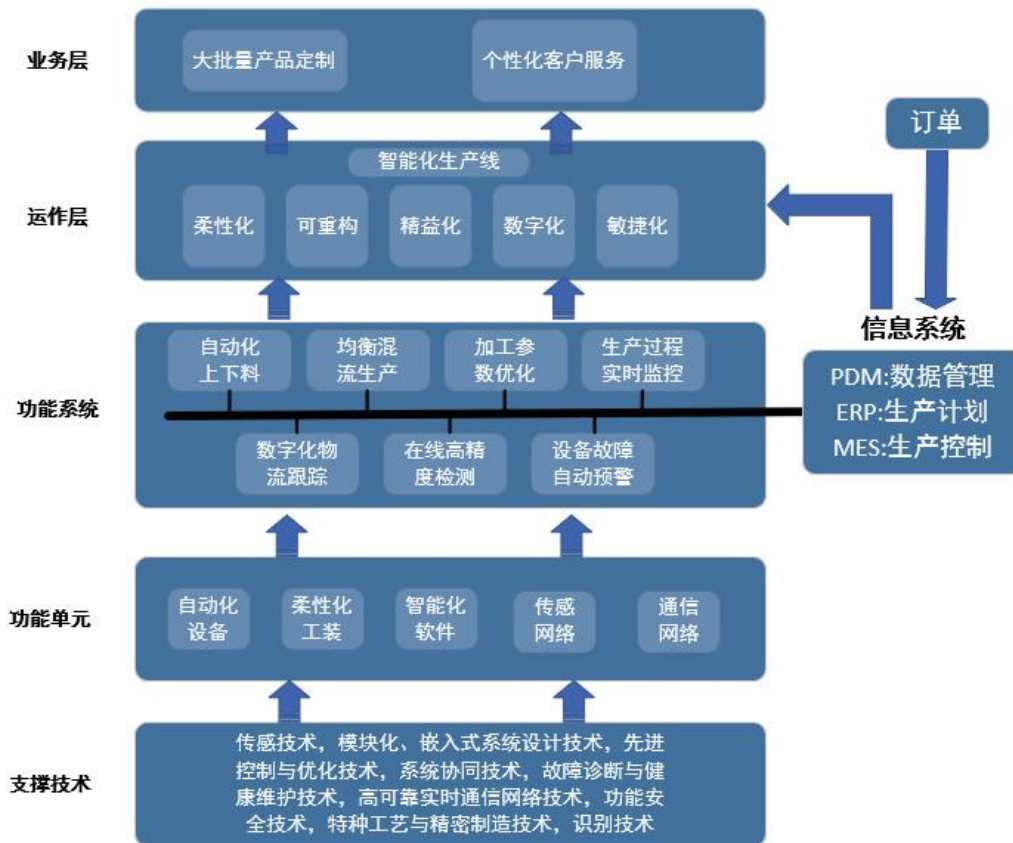 业务层
大批量产品定制
个性化客户服务
订单
智能化生产线
运作层
柔性化
可重构
精益化
数字化
敏捷化
信息系统
PDM:数据管理
ERP:生产计划
MES:生产控制
功能系统
自动化
上下料
均衡混
流生产
加工参
数优化
生产过程
实时监控
数字化物
流跟踪
在线高精
度检测
设备故障
自动预警
功能单元
自动化
设备
柔性化
工装
智能化
软件
传感
网络
通信
网络
支撑技术
传感技术，模块化、嵌入式系统设计技术，先进
控制与优化技术，系统协同技术，故障诊断与健
康维护技术，高可靠实时通信网络技术，功能安
全技术，特种工艺与精密制造技术，识别技术